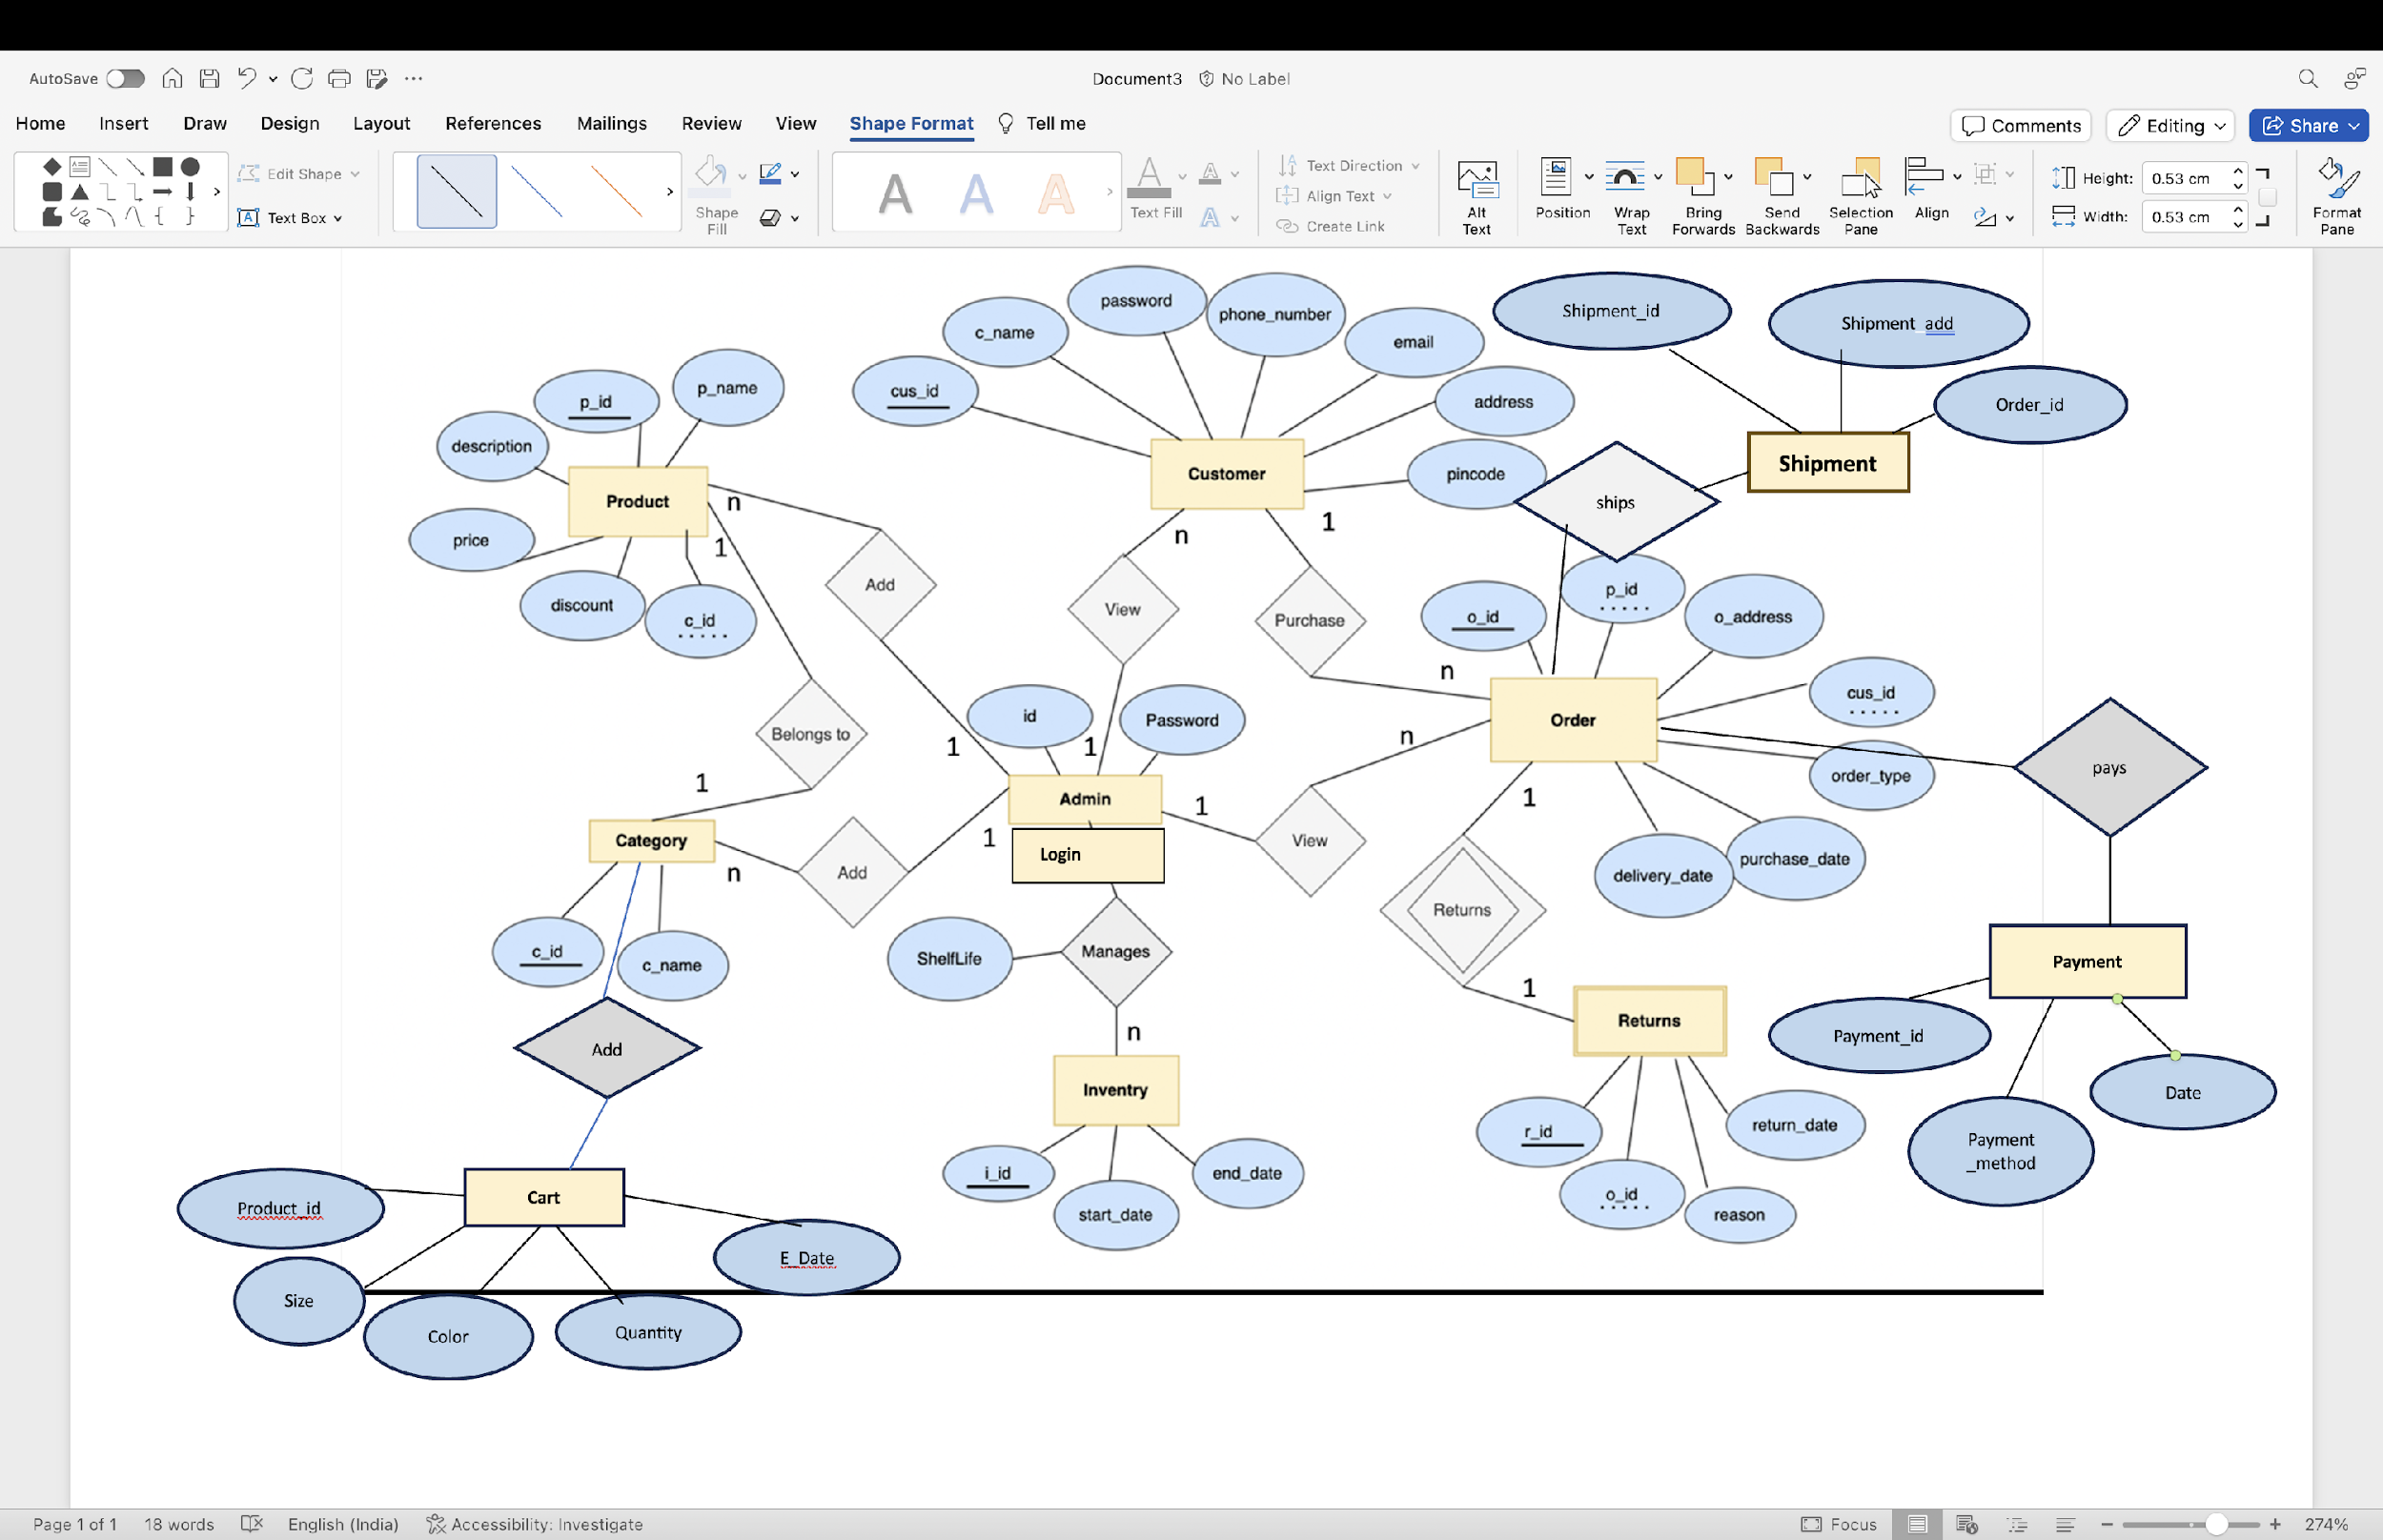 AutoSave
Document3 No Label
Home Insert Draw Design Layout References Mailings Review View Shape Format Tell me
Comments Editing Share
Edit Shape
Text Box
Shape
Fill
A A A
Text Fill
Text Direction
Align Text
Create Link
Alt
Text
Position
Wrap
Text
Bring
Forwards
Send
Backwards
Selection
Pane
Align
Height: 0.53 cm
Width: 0.53 cm
Format
Pane
password
phone_number
c_name
email
cus_id
address
pincode
Customer
Shipment_id
Shipment_add
Order_id
Shipment
ships
p_id
p_name
description
Product
price
discount
c_id
n
1
Add
n
View
1
Purchase
n
o_id
p_id
o_address
cus_id
order_type
Order
pays
Belongs to
1
id
Password
1
1
Admin
Login
1
1
n
View
1
delivery_date
purchase_date
Category
n
Add
c_id
c_name
ShelfLife
Manages
n
Returns
1
Returns
Payment
Payment_id
Payment
_method
Date
Add
Inventry
i_id
start_date
end_date
r_id
o_id
reason
return_date
Cart
Product_id
Size
Color
Quantity
E_Date
Page 1 of 1 18 words English (India) Accessibility: Investigate Focus 274%